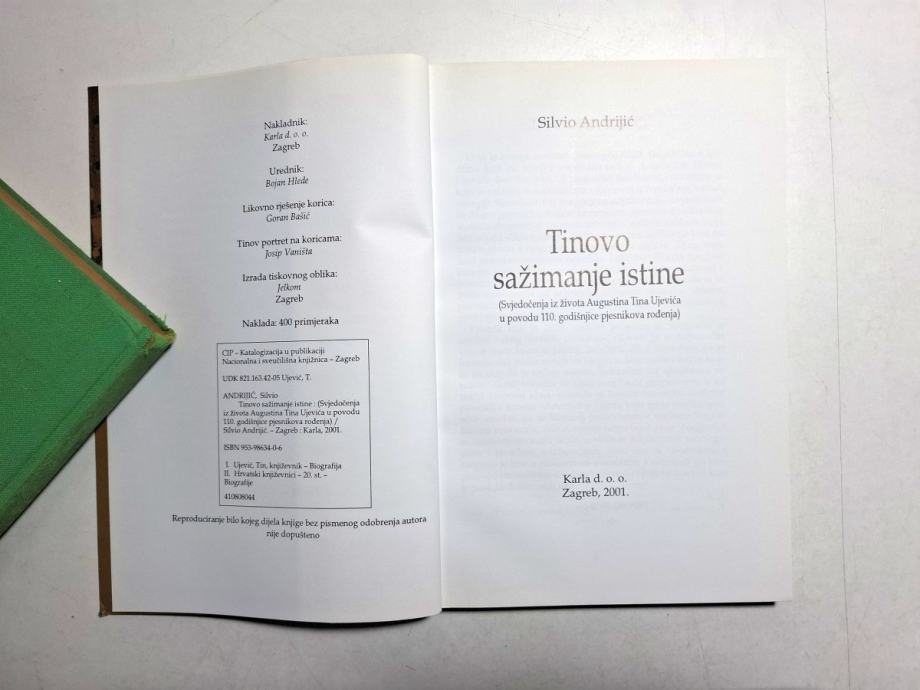 Nakladnik:
Karla d. o. o.
Zagreb
Urednik:
Bojan Hlede
Likovno rješenje korica:
Goran Bašić
Tinov portret na koricama:
Josip Vaništa
Izrada tiskovnog oblika:
Jelkom
Zagreb
Naklada: 400 primjeraka
CIP – Katalogizacija u publikaciji
Nacionalna i sveučilišna knjižnica – Zagreb
UDK 821.163.42-05 Ujević, T.
ANDRIJIĆ, Silvio
Tinovo sažimanje istine : (Svjedočenja
iz života Augustina Tina Ujevića u povodu
110. godišnjice pjesnikova rođenja) /
Silvio Andrijić. – Zagreb : Karla, 2001.
ISBN 953-98634-0-6
I. Ujević, Tin, književnik – Biografija
II. Hrvatski književnici – 20. st. –
Biografije
410808044
Reproduciranje bilo kojeg dijela knjige bez pismenog odobrenja autora
nije dopušteno
Silvio Andrijić
Tinovo
sažimanje istine
(Svjedočenja iz života Augustina Tina Ujevića
u povodu 110. godišnjice pjesnikova rođenja)
Karla d. o. o.
Zagreb, 2001.